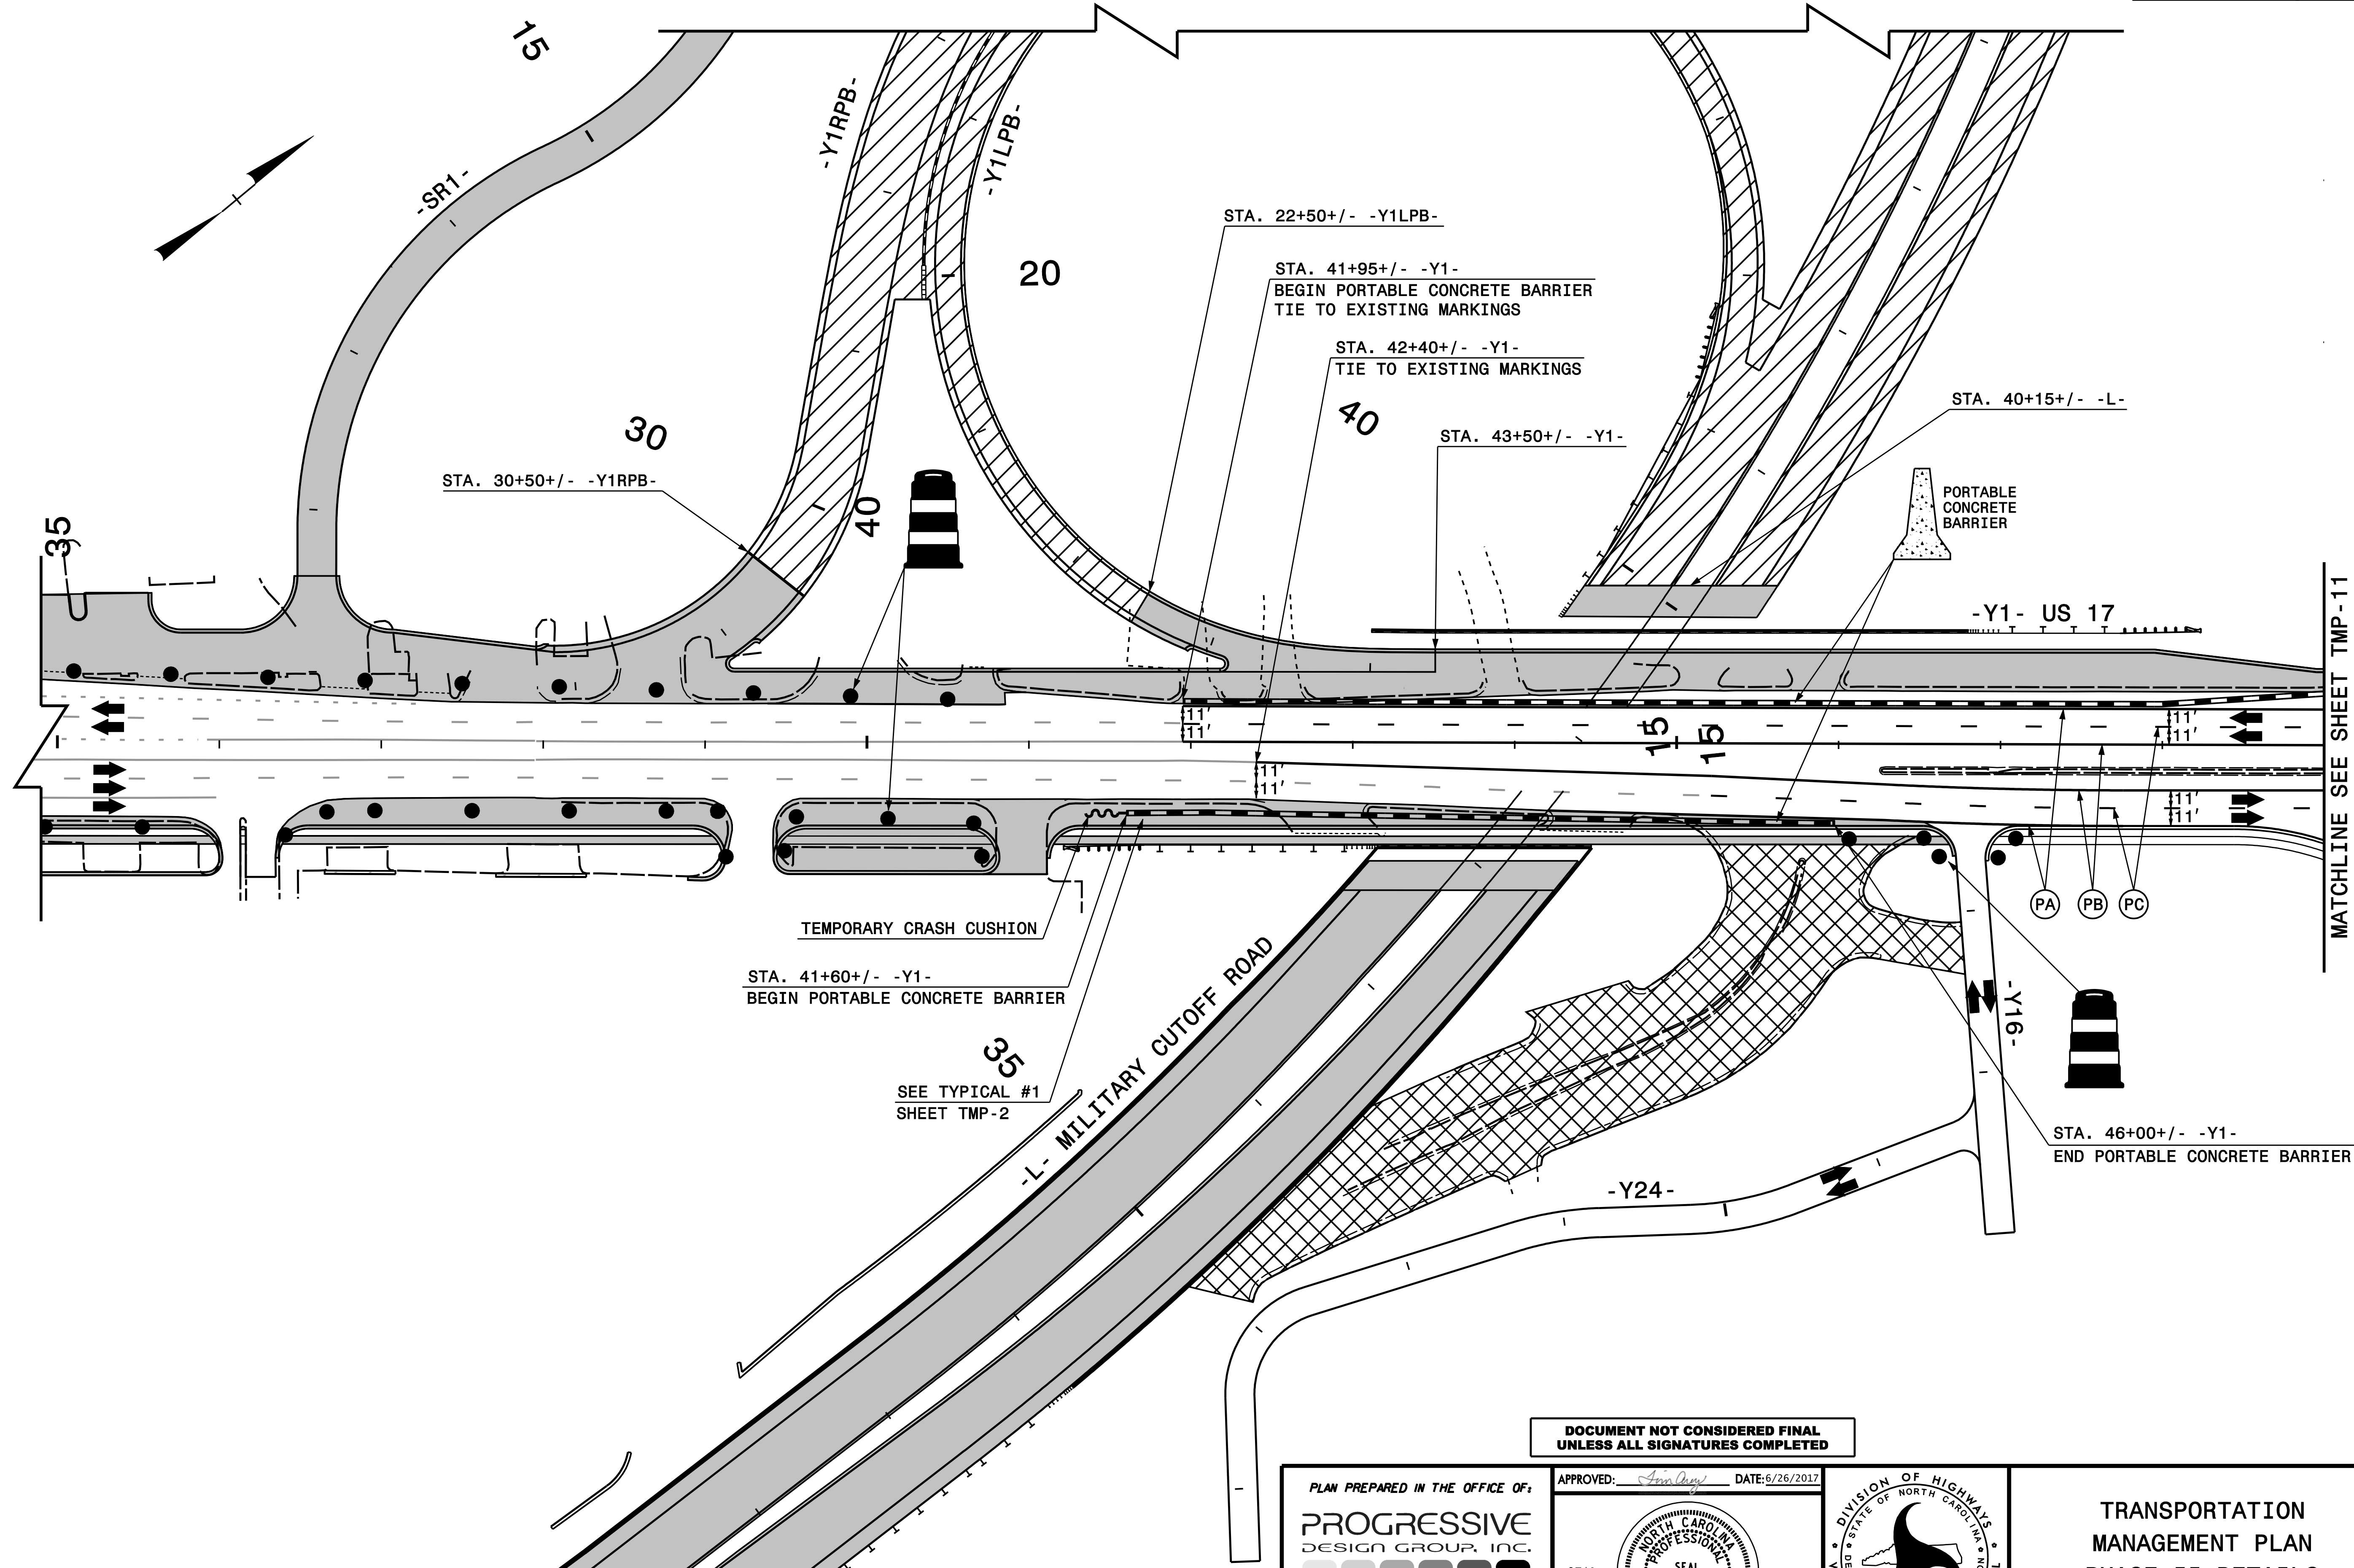 15
-SR1-
-Y1RPB-
-Y1LPB-
20
STA. 22+50+/- -Y1LPB-
STA. 41+95+/- -Y1-
BEGIN PORTABLE CONCRETE BARRIER
TIE TO EXISTING MARKINGS
STA. 42+40+/- -Y1-
TIE TO EXISTING MARKINGS
40
STA. 43+50+/- -Y1-
STA. 40+15+/- -L-
30
STA. 30+50+/- -Y1RPB-
40
35
PORTABLE
CONCRETE
BARRIER
-Y1- US 17
MATCHLINE SEE SHEET TMP-11
11'
11'
11'
11'
15
15
11'
11'
11'
11'
PA
PB
PC
TEMPORARY CRASH CUSHION
STA. 41+60+/- -Y1-
BEGIN PORTABLE CONCRETE BARRIER
35
SEE TYPICAL #1
SHEET TMP-2
-L- MILITARY CUTOFF ROAD
-Y16-
-Y24-
STA. 46+00+/- -Y1-
END PORTABLE CONCRETE BARRIER
DOCUMENT NOT CONSIDERED FINAL
UNLESS ALL SIGNATURES COMPLETED
PLAN PREPARED IN THE OFFICE OF:
PROGRESSIVE
DESIGN GROUP, INC.
APPROVED:
DATE: 6/26/2017
NORTH CAROLINA
PROFESSIONAL
SEAL
DIVISION OF HIGHWAYS
STATE OF NORTH CAROLINA
TRANSPORTATION
MANAGEMENT PLAN